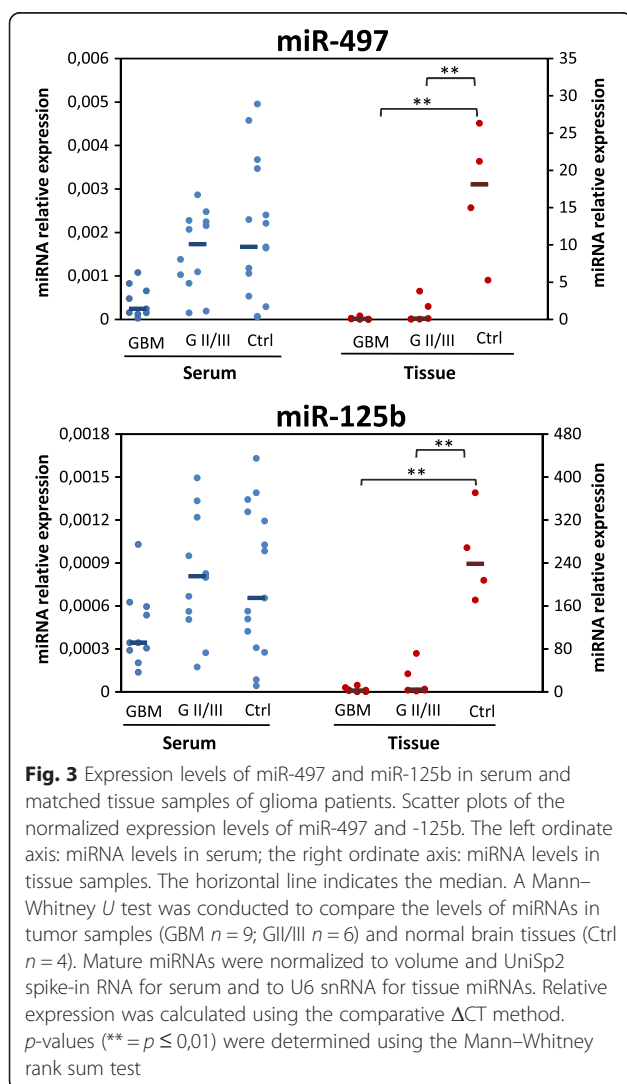 miR-497
0,006
0,005
0,004
0,003
0,002
0,001
0
miRNA relative expression
35
30
25
20
15
10
5
0
miRNA relative expression
**
**
GBM G II/III Ctrl GBM G II/III Ctrl
Serum Tissue
miR-125b
0,0018
0,0015
0,0012
0,0009
0,0006
0,0003
0
miRNA relative expression
480
400
320
240
160
80
0
miRNA relative expression
**
**
GBM G II/III Ctrl GBM G II/III Ctrl
Serum Tissue
Fig. 3 Expression levels of miR-497 and miR-125b in serum and
matched tissue samples of glioma patients. Scatter plots of the
normalized expression levels of miR-497 and -125b. The left ordinate
axis: miRNA levels in serum; the right ordinate axis: miRNA levels in
tissue samples. The horizontal line indicates the median. A Mann–
Whitney U test was conducted to compare the levels of miRNAs in
tumor samples (GBM n = 9; GII/III n = 6) and normal brain tissues (Ctrl
n = 4). Mature miRNAs were normalized to volume and UniSp2
spike-in RNA for serum and to U6 snRNA for tissue miRNAs. Relative
expression was calculated using the comparative ΔCT method.
p-values (** = p ≤ 0,01) were determined using the Mann–Whitney
rank sum test